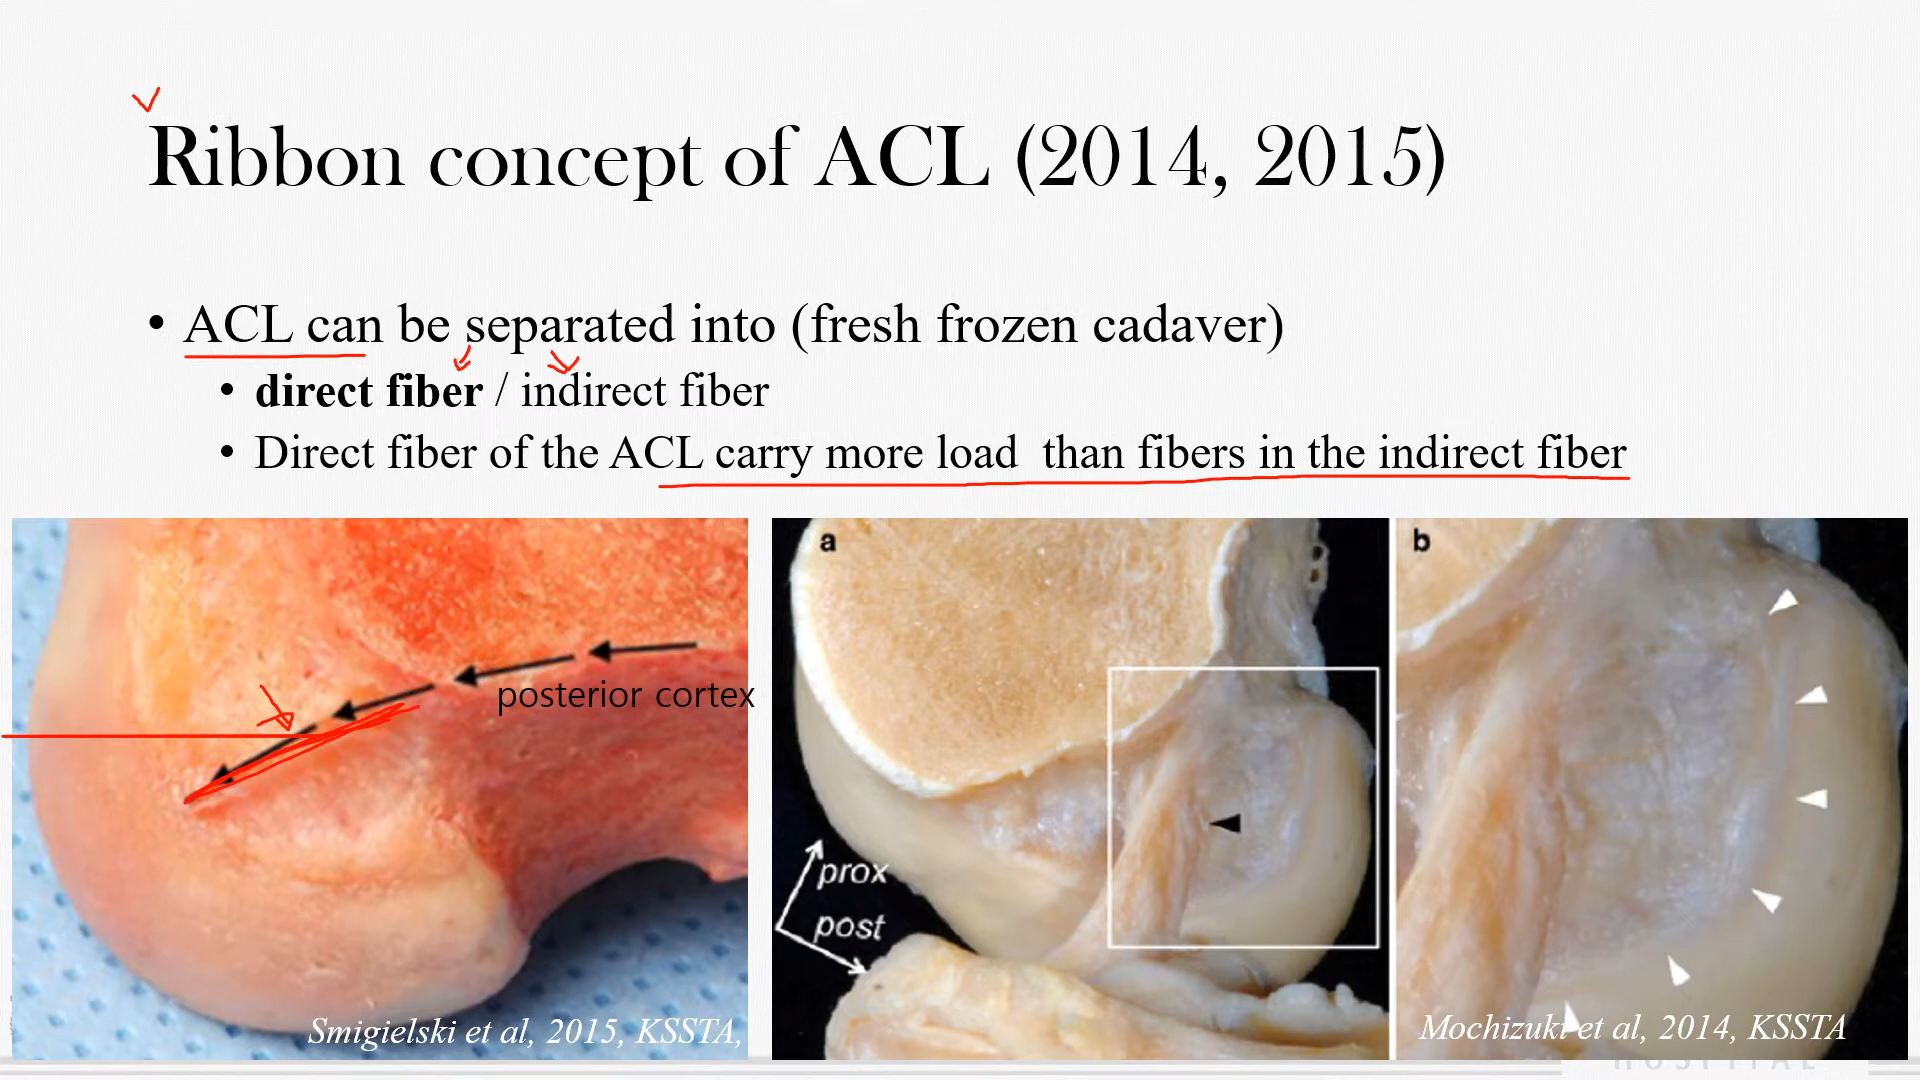 Ribbon concept of ACL (2014, 2015)
• ACL can be separated into (fresh frozen cadaver)
• direct fiber / indirect fiber
• Direct fiber of the ACL carry more load  than fibers in the indirect fiber
posterior cortex
Smigielski et al, 2015, KSSTA,
a
prox
post
b
Mochizuki et al, 2014, KSSTA
HOSPITAL